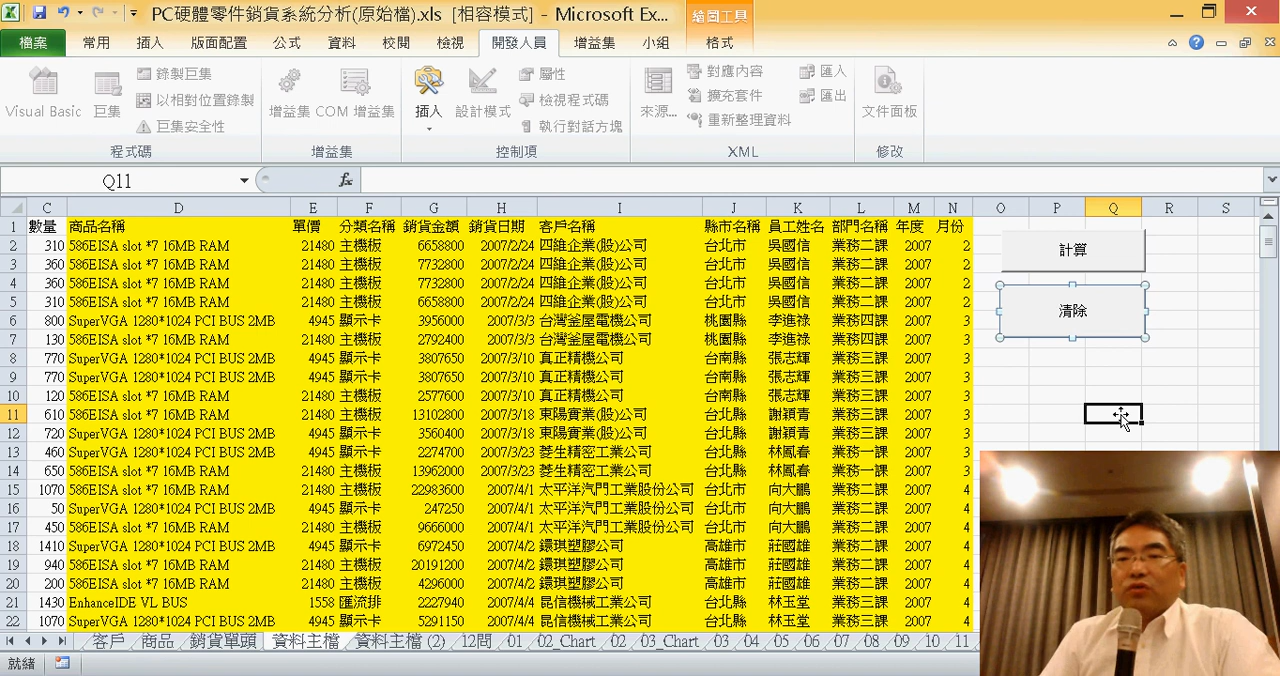 PC硬體零件銷貨系統分析(原始檔).xls [相容模式] - Microsoft Ex...
繪圖工具
檔案 常用 插入 版面配置 公式 資料 校閱 檢視 開發人員 增益集 小組 格式
Visual Basic 巨集 錄製巨集 以相對位置錄製 巨集安全性 程式碼
增益集 COM 增益集 增益集
插入 設計模式 屬性 檢視程式碼 執行對話方塊 控制項
來源... 對應內容 擴充套件 重新整理資料 匯入 匯出 XML
文件面板 修改
Q11 fx
C D E F G H I J K L M N O P Q R S
1 數量 商品名稱 單價 分類名稱 銷貨金額 銷貨日期 客戶名稱 縣市名稱 員工姓名 部門名稱 年度 月份
2 310 586EISA slot *7 16MB RAM 21480 主機板 6658800 2007/2/24 四維企業(股)公司 台北市 吳國信 業務二課 2007 2
3 360 586EISA slot *7 16MB RAM 21480 主機板 7732800 2007/2/24 四維企業(股)公司 台北市 吳國信 業務二課 2007 2
4 360 586EISA slot *7 16MB RAM 21480 主機板 7732800 2007/2/24 四維企業(股)公司 台北市 吳國信 業務二課 2007 2
5 310 586EISA slot *7 16MB RAM 21480 主機板 6658800 2007/2/24 四維企業(股)公司 台北市 吳國信 業務二課 2007 2
6 800 SuperVGA 1280*1024 PCI BUS 2MB 4945 顯示卡 3956000 2007/3/3 台灣釜屋電機公司 桃園縣 李進祿 業務四課 2007 3
7 130 586EISA slot *7 16MB RAM 21480 主機板 2792400 2007/3/3 台灣釜屋電機公司 桃園縣 李進祿 業務四課 2007 3
8 770 SuperVGA 1280*1024 PCI BUS 2MB 4945 顯示卡 3807650 2007/3/10 真正精機公司 台南縣 張志輝 業務三課 2007 3
9 770 SuperVGA 1280*1024 PCI BUS 2MB 4945 顯示卡 3807650 2007/3/10 真正精機公司 台南縣 張志輝 業務三課 2007 3
10 120 586EISA slot *7 16MB RAM 21480 主機板 2577600 2007/3/10 真正精機公司 台南縣 張志輝 業務三課 2007 3
11 610 586EISA slot *7 16MB RAM 21480 主機板 13102800 2007/3/18 東陽實業(股)公司 台北縣 謝穎青 業務三課 2007 3
12 720 SuperVGA 1280*1024 PCI BUS 2MB 4945 顯示卡 3560400 2007/3/18 東陽實業(股)公司 台北縣 謝穎青 業務三課 2007 3
13 460 SuperVGA 1280*1024 PCI BUS 2MB 4945 顯示卡 2274700 2007/3/23 菱生精密工業公司 台北縣 林鳳春 業務一課 2007 3
14 650 586EISA slot *7 16MB RAM 21480 主機板 13962000 2007/3/23 菱生精密工業公司 台北縣 林鳳春 業務一課 2007 3
15 1070 586EISA slot *7 16MB RAM 21480 主機板 22983600 2007/4/1 太平洋汽門工業股份公司 台北市 向大鵬 業務二課 2007 4
16 50 SuperVGA 1280*1024 PCI BUS 2MB 4945 顯示卡 247250 2007/4/1 太平洋汽門工業股份公司 台北市 向大鵬 業務二課 2007 4
17 450 586EISA slot *7 16MB RAM 21480 主機板 9666000 2007/4/1 太平洋汽門工業股份公司 台北市 向大鵬 業務二課 2007 4
18 1410 SuperVGA 1280*1024 PCI BUS 2MB 4945 顯示卡 6972450 2007/4/2 鐶琪塑膠公司 高雄市 莊國雄 業務二課 2007 4
19 940 586EISA slot *7 16MB RAM 21480 主機板 20191200 2007/4/2 鐶琪塑膠公司 高雄市 莊國雄 業務二課 2007 4
20 200 586EISA slot *7 16MB RAM 21480 主機板 4296000 2007/4/2 鐶琪塑膠公司 高雄市 莊國雄 業務二課 2007 4
21 1430 EnhanceIDE VL BUS 1558 匯流排 2227940 2007/4/4 昆信機械工業公司 台北縣 林玉堂 業務三課 2007 4
22 1070 SuperVGA 1280*1024 PCI BUS 2MB 4945 顯示卡 5291150 2007/4/4 昆信機械工業公司 台北縣 林玉堂 業務三課 2007 4
計算
清除
客戶 商品 銷貨單頭 資料主檔 資料主檔 (2) 12問 01 02_Chart 02 03_Chart 03 04 05 06 07 08 09 10 11
就緒